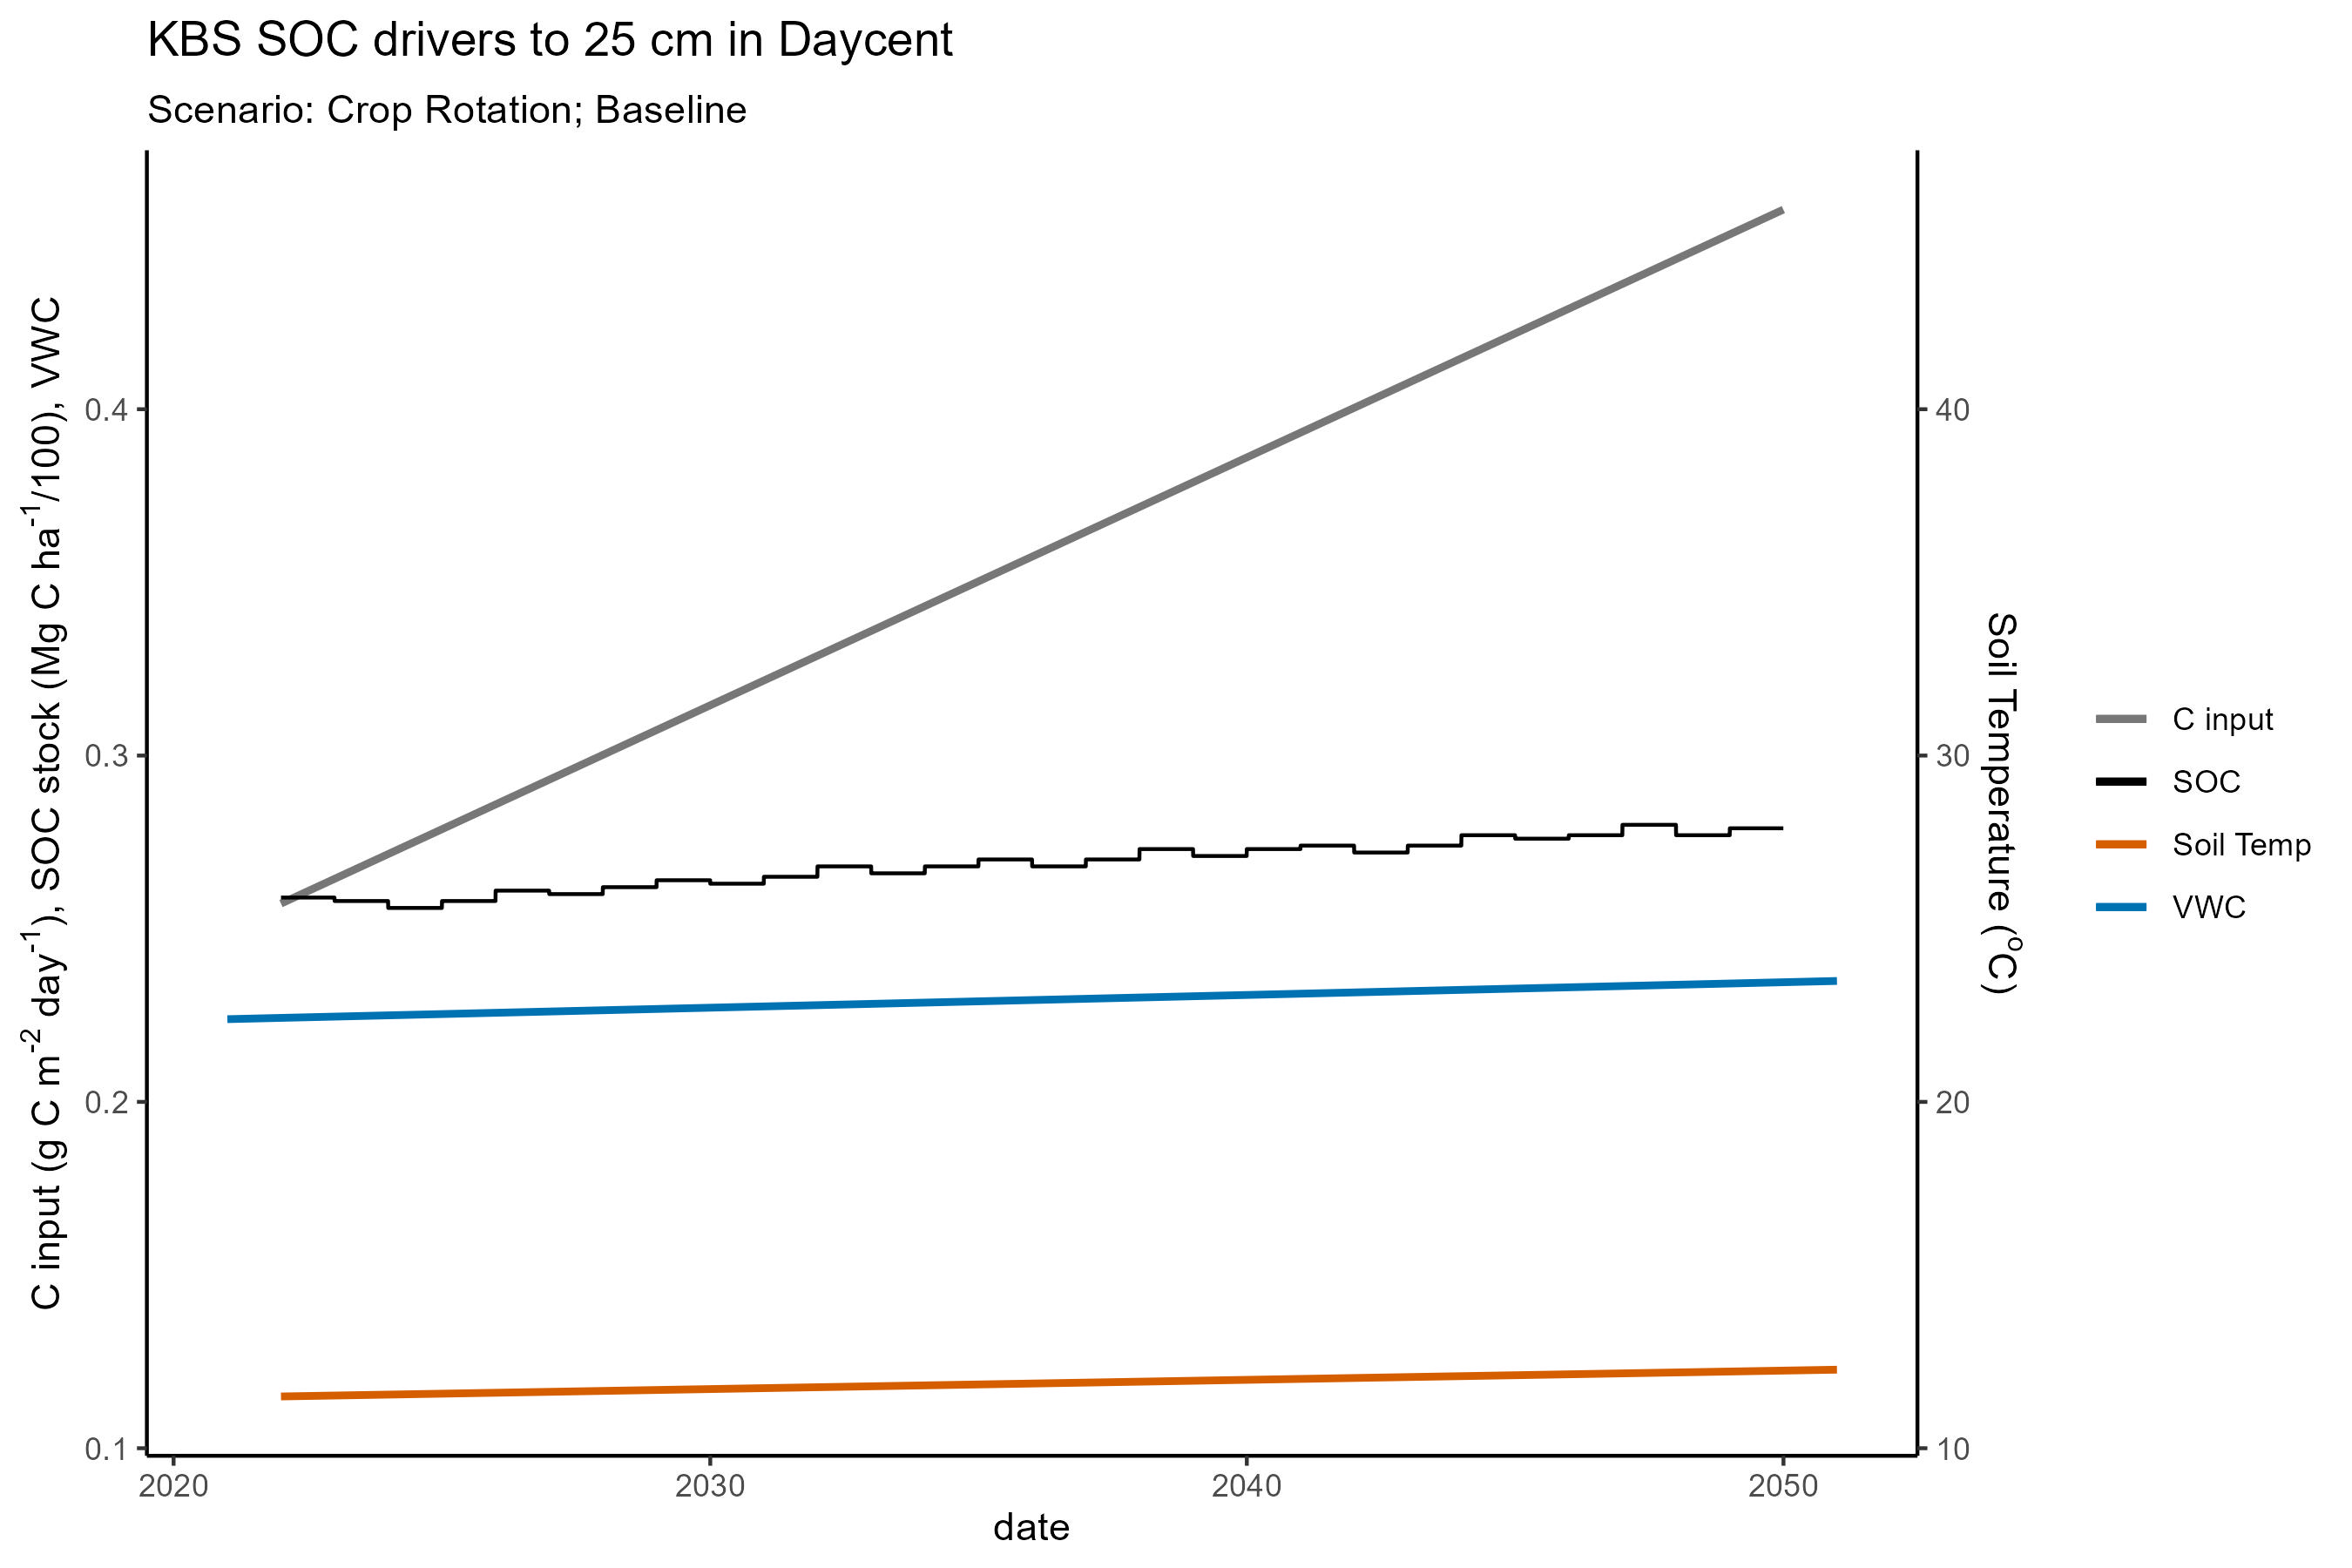 KBS SOC drivers to 25 cm in Daycent
Scenario: Crop Rotation; Baseline
C input (g C m⁻² day⁻¹), SOC stock (Mg C ha⁻¹/100), VWC
0.4
0.3
0.2
0.1
40
30
20
10
Soil Temperature (ºC)
C input
SOC
Soil Temp
VWC
2020 2030 2040 2050
date